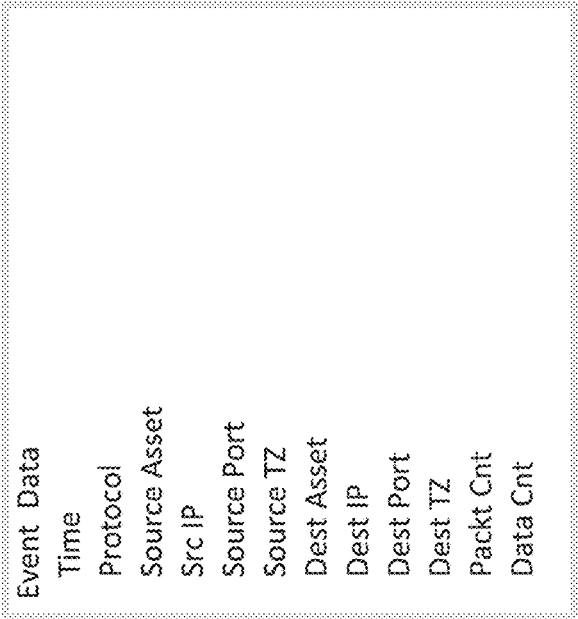 Event Data
Time
Protocol
Source Asset
Src IP
Source Port
Source TZ
Dest Asset
Dest IP
Dest Port
Dest TZ
Packt Cnt
Data Cnt